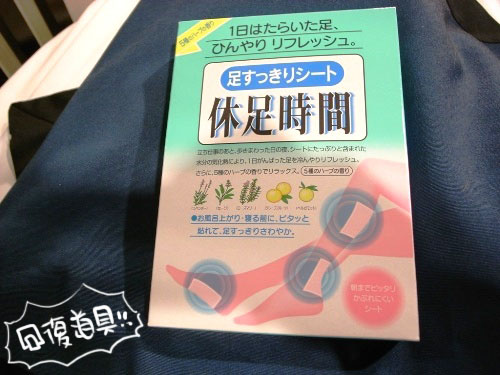 5種のハーブの香り
1日はたらいた足、
ひんやり リフレッシュ。
足すっきりシート
休足時間
立ち仕事のあと、歩きまわった日の夜、シートにたっぷりと含まれた
水分の気化熱により、1日がんばった足を冷んやりリフレッシュ。
さらに、5種のハーブの香りでリラックス。 5種のハーブの香り
●お風呂上がり・寝る前に、ピタッと
貼れて、足すっきりさわやか。
朝までピッタリ
かぶれにくい
シート
回復道具!!